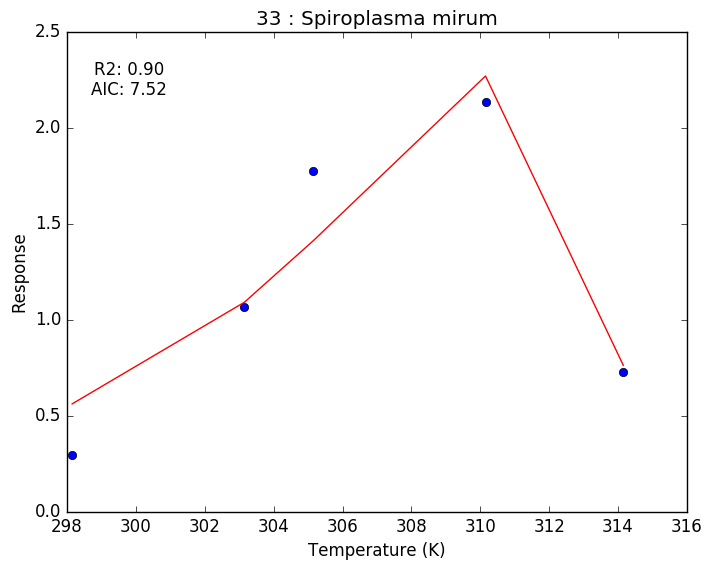 33 : Spiroplasma mirum
R2: 0.90
AIC: 7.52
Response
2.5
2.0
1.5
1.0
0.5
0.0
298 300 302 304 306 308 310 312 314 316
Temperature (K)